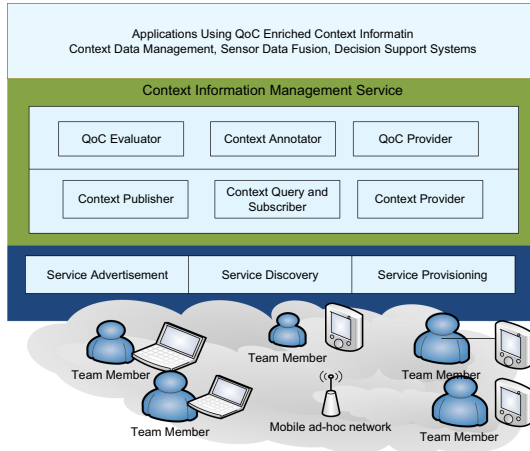 Applications Using QoC Enriched Context Informatin
Context Data Management, Sensor Data Fusion, Decision Support Systems
Context Information Management Service
QoC Evaluator
Context Annotator
QoC Provider
Context Publisher
Context Query and
Subscriber
Context Provider
Service Advertisement
Service Discovery
Service Provisioning
Team Member
Team Member
Team Member
Team Member
Mobile ad-hoc network
Team Member